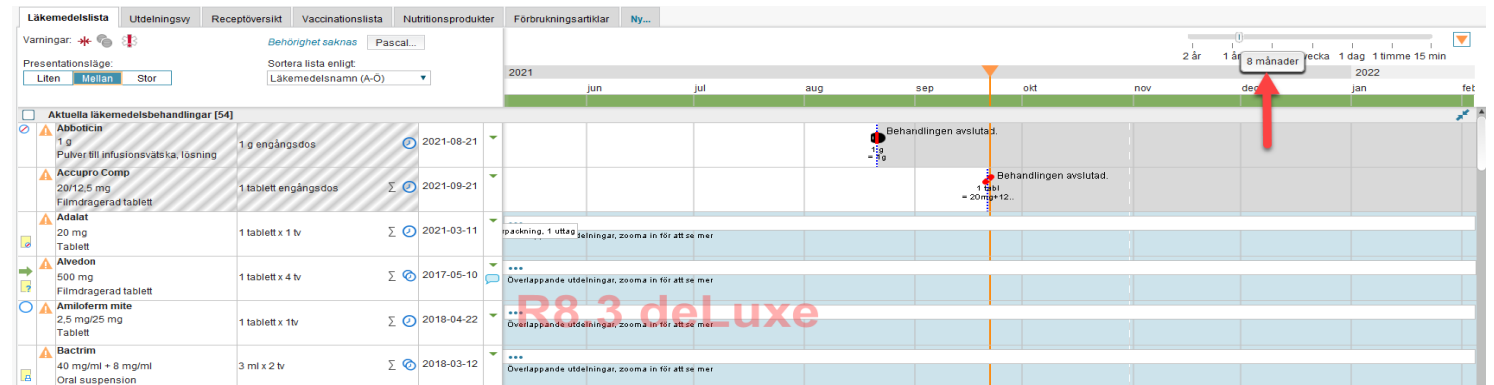 Läkemedelslista Utdelningsvy Receptöversikt Vaccinationslista Nutritionsprodukter Förbrukningsartiklar Ny...
Varningar:
Behörighet saknas Pascal...
Presentationsläge:
Liten Mellan Stor
Sortera lista enligt:
Läkemedelsnamn (A-Ö)
2 år 1 år vecka 1 dag 1 timme 15 min
8 månader
2021 2022
jun jul aug sep okt nov dec jan feb
Aktuella läkemedelsbehandlingar [54]
Abboticin
1 g
Pulver till infusionsvätska, lösning
1 g engångsdos
2021-08-21
Behandlingen avslutad.
1 g
= 1g
Accupro Comp
20/12,5 mg
Filmdragerad tablett
1 tablett engångsdos
Σ
2021-09-21
Behandlingen avslutad.
1 tabl
= 20mg+12..
Adalat
20 mg
Tablett
1 tablett x 1 tv
Σ
2021-03-11
...
rpackning, 1 uttag
utdelningar, zooma in för att se mer
Alvedon
500 mg
Filmdragerad tablett
1 tablett x 4 tv
Σ
2017-05-10
...
Överlappande utdelningar, zooma in för att se mer
Amiloferm mite
2,5 mg/25 mg
Tablett
1 tablett x 1tv
Σ
2018-04-22
...
Överlappande utdelningar, zooma in för att se mer
R8.3 deLuxe
Bactrim
40 mg/ml + 8 mg/ml
Oral suspension
3 ml x 2 tv
Σ
2018-03-12
...
Överlappande utdelningar, zooma in för att se mer